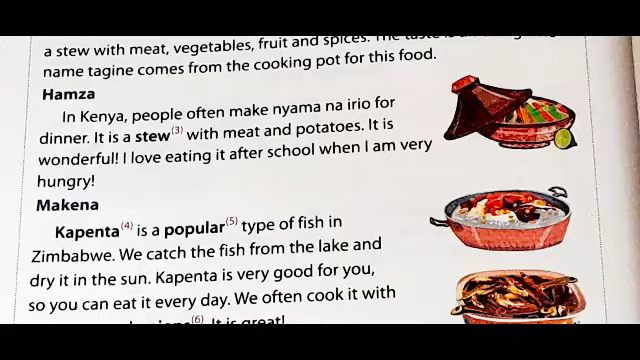 a stew with meat, vegetables, fruit and spices. The taste is
name tagine comes from the cooking pot for this food.
Hamza
In Kenya, people often make nyama na irio for
dinner. It is a stew(3) with meat and potatoes. It is
wonderful! I love eating it after school when I am very
hungry!
Makena
Kapenta(4) is a popular(5) type of fish in
Zimbabwe. We catch the fish from the lake and
dry it in the sun. Kapenta is very good for you,
so you can eat it every day. We often cook it with
(6). It is great!